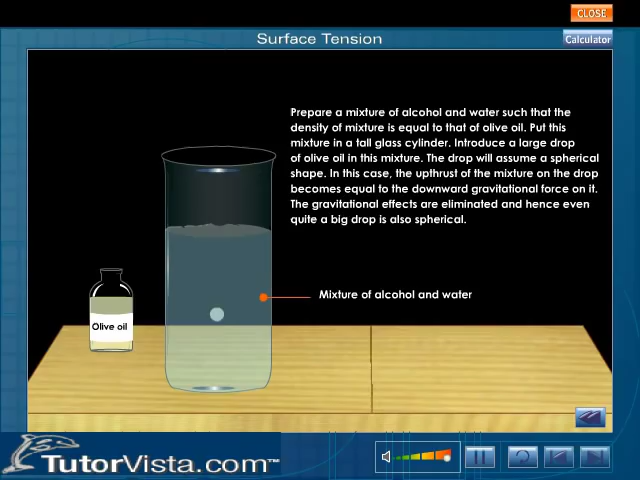 CLOSE
Surface Tension
Calculator
Prepare a mixture of alcohol and water such that the
density of mixture is equal to that of olive oil. Put this
mixture in a tall glass cylinder. Introduce a large drop
of olive oil in this mixture. The drop will assume a spherical
shape. In this case, the upthrust of the mixture on the drop
becomes equal to the downward gravitational force on it.
The gravitational effects are eliminated and hence even
quite a big drop is also spherical.
Mixture of alcohol and water
Olive oil
TutorVista.com™